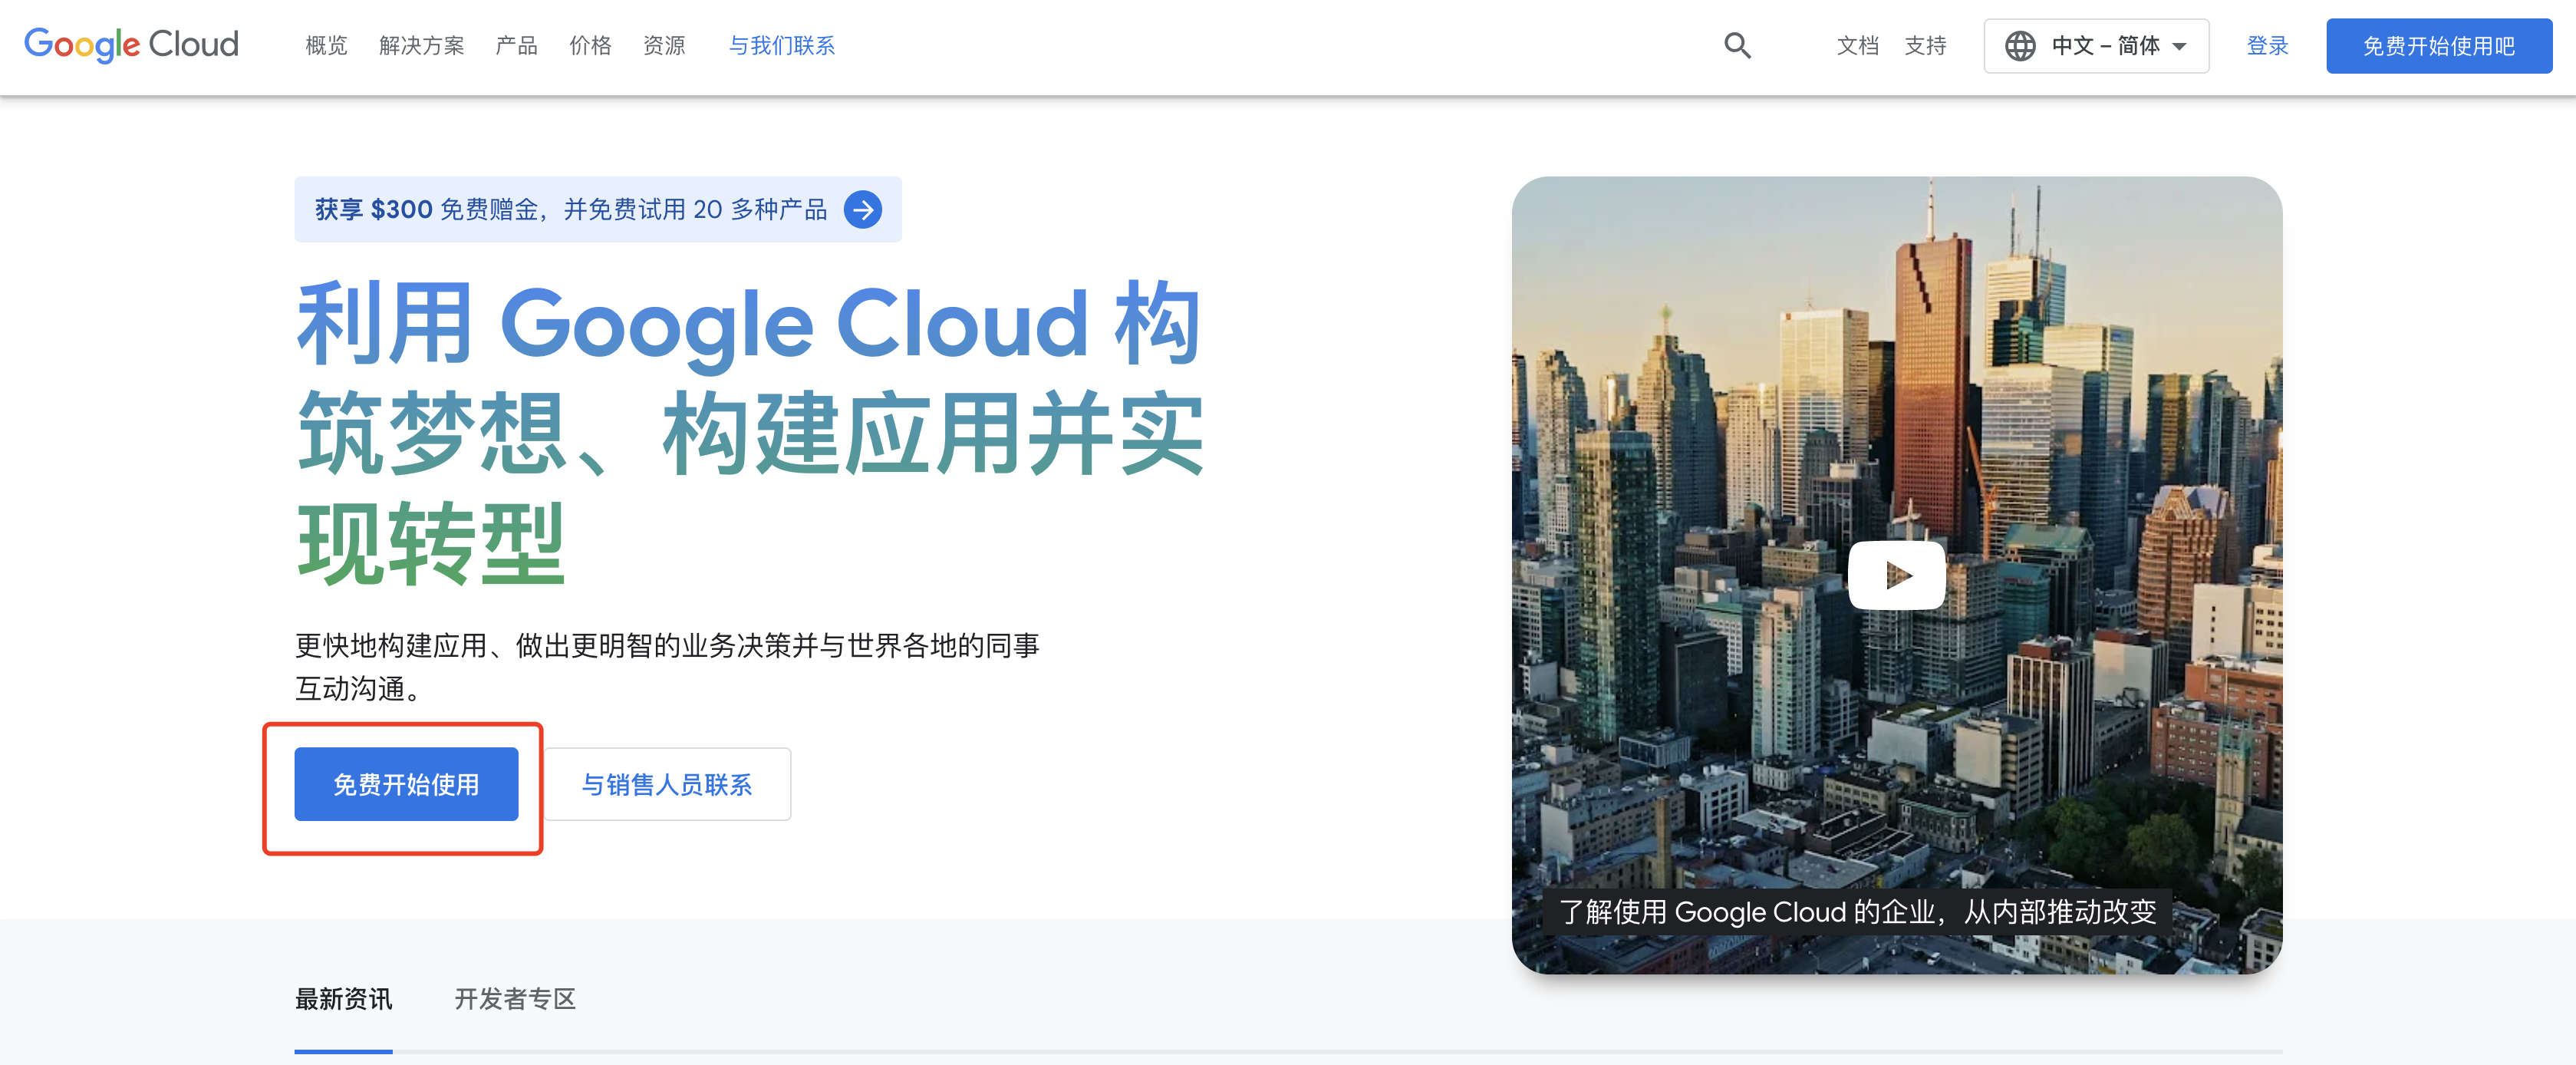 Google Cloud 概览 解决方案 产品 价格 资源 与我们联系 文档 支持 中文 – 简体 登录 免费开始使用吧
获享 $300 免费赠金，并免费试用 20 多种产品
利用 Google Cloud 构
筑梦想、构建应用并实
现转型
更快地构建应用、做出更明智的业务决策并与世界各地的同事
互动沟通。
免费开始使用 与销售人员联系
了解使用 Google Cloud 的企业，从内部推动改变
最新资讯 开发者专区